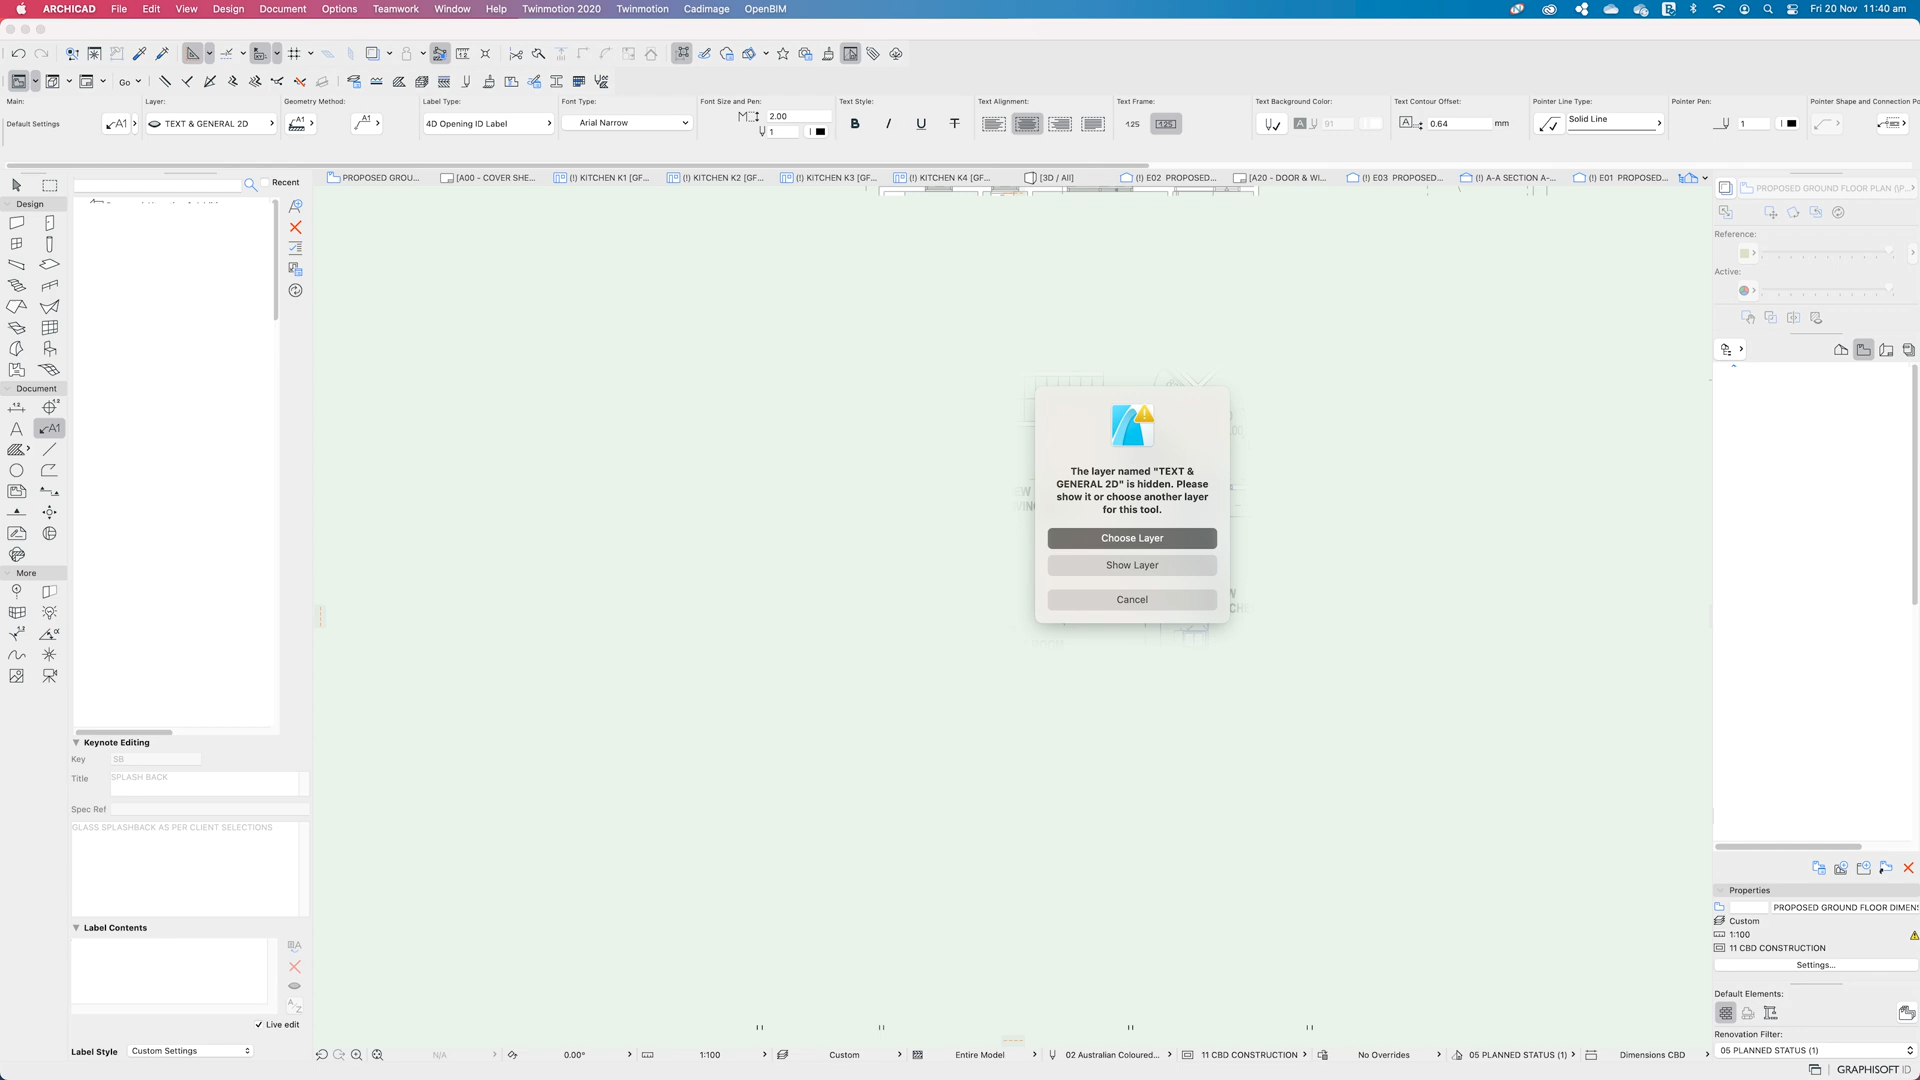 ARCHICAD File Edit View Design Document Options Teamwork Window Help Twinmotion 2020 Twinmotion Cadimage OpenBIM
Fri 20 Nov 11:40 am
Go
Main: Layer: Geometry Method: Label Type: Font Type: Font Size and Pen: Text Style: Text Alignment: Text Frame: Text Background Color: Text Contour Offset: Pointer Line Type: Pointer Pen: Pointer Shape and Connection Po
Default Settings
TEXT & GENERAL 2D
4D Opening ID Label
Arial Narrow
2.00
1
B I U T
91
0.64 mm
Solid Line
1
Recent
PROPOSED GROU...
[A00 - COVER SHE...
(!) KITCHEN K1 [GF...
(!) KITCHEN K2 [GF...
(!) KITCHEN K3 [GF...
(!) KITCHEN K4 [GF...
[3D / All]
(!) E02 PROPOSED...
[A20 - DOOR & WI...
(!) E03 PROPOSED...
(!) A-A SECTION A-...
(!) E01 PROPOSED...
Design
Document
More
The layer named "TEXT &
GENERAL 2D" is hidden. Please
show it or choose another layer
for this tool.
Choose Layer
Show Layer
Cancel
PROPOSED GROUND FLOOR PLAN (\P...
Reference:
Active:
Keynote Editing
Key SB
Title SPLASH BACK
Spec Ref
GLASS SPLASHBACK AS PER CLIENT SELECTIONS
Label Contents
Live edit
Label Style Custom Settings
Properties
PROPOSED GROUND FLOOR DIMENS
Custom
1:100
11 CBD CONSTRUCTION
Settings...
Default Elements:
Renovation Filter:
05 PLANNED STATUS (1)
N/A 0.00° 1:100 Custom Entire Model 02 Australian Coloured... 11 CBD CONSTRUCTION No Overrides 05 PLANNED STATUS (1) Dimensions CBD
GRAPHISOFT ID